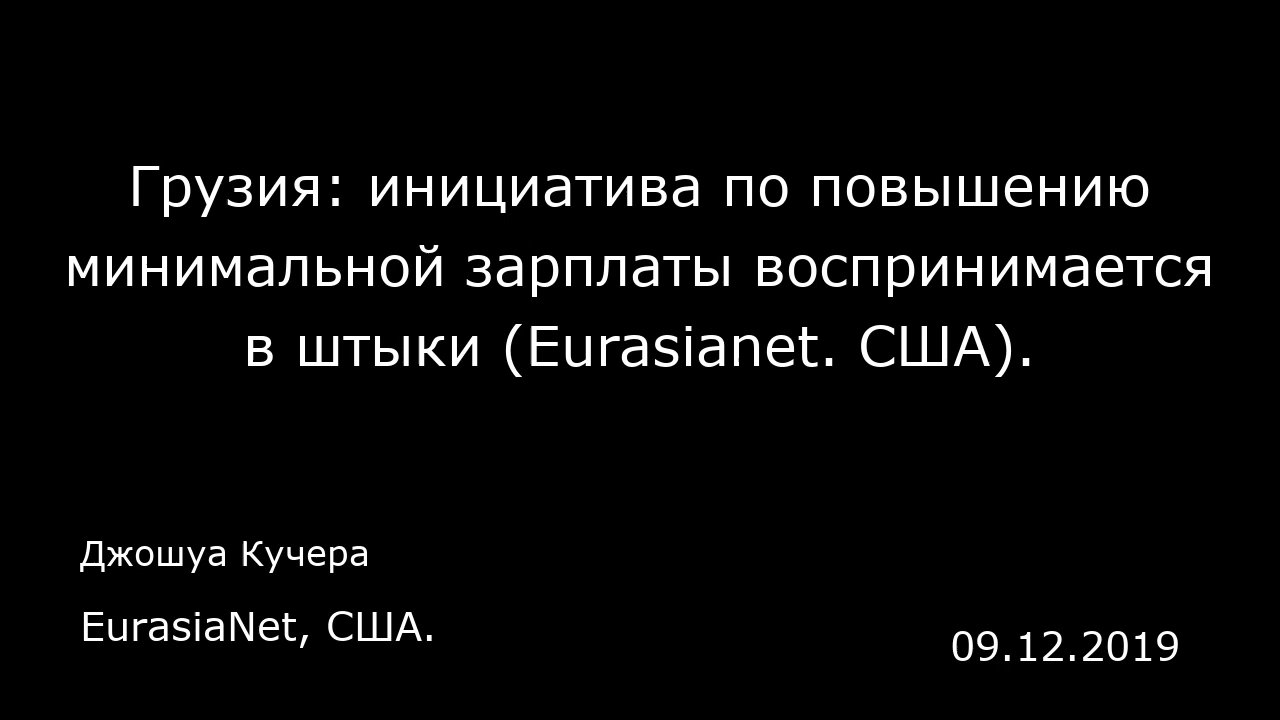 Грузия: инициатива по повышению
минимальной зарплаты воспринимается
в штыки (Eurasianet. США).
Джошуа Кучера
EurasiaNet, США.
09.12.2019